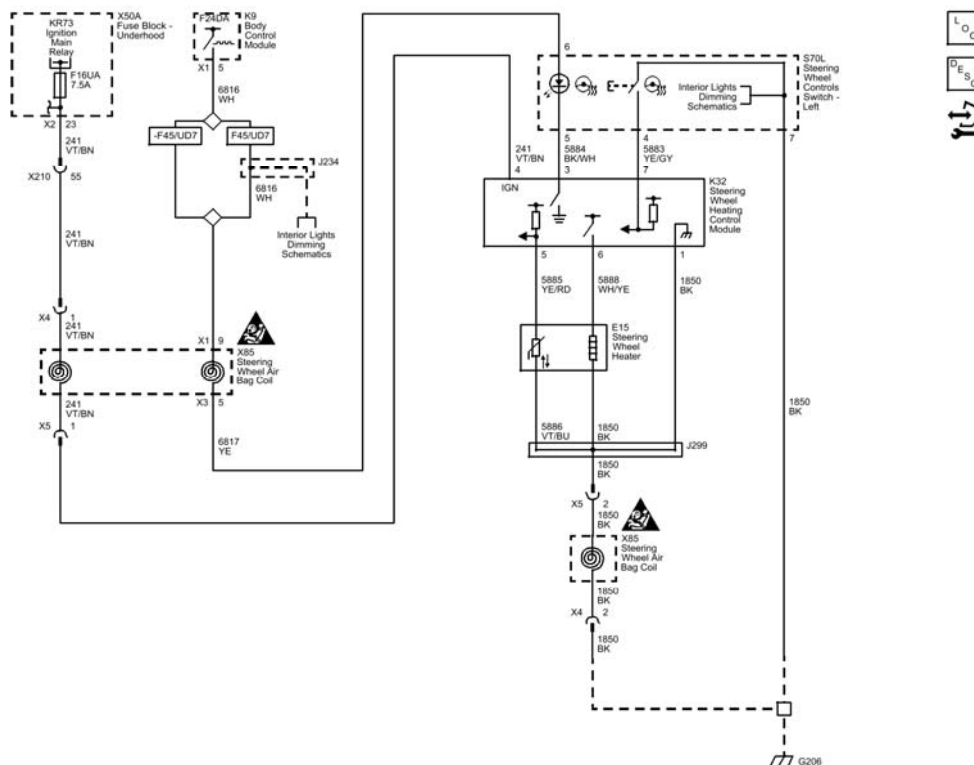 X50A
Fuse Block -
Underhood
KR73
Ignition
Main
Relay
F16UA
7.5A
X2 23
241
VT/BN
X210 55
241
VT/BN
X4 1
241
VT/BN
241
VT/BN
X5 1
F24DA
K9
Body
Control
Module
X1 5
6816
WH
-F45/UD7
F45/UD7
J234
6816
WH
Interior Lights
Dimming
Schematics
X1 9
X85
Steering
Wheel Air
Bag Coil
X3 5
6817
YE
6
S70L
Steering
Wheel
Controls
Switch -
Left
Interior Lights
Dimming
Schematics
5 4 7
241
VT/BN
4
5884
BK/WH
3
5883
YE/GY
7
IGN
K32
Steering
Wheel
Heating
Control
Module
5 6 1
5885
YE/RD
5888
WH/YE
1850
BK
E15
Steering
Wheel
Heater
5886
VT/BU
1850
BK
J299
1850
BK
X5 2
1850
BK
X85
Steering
Wheel Air
Bag Coil
1850
BK
X4 2
1850
BK
1850
BK
G206